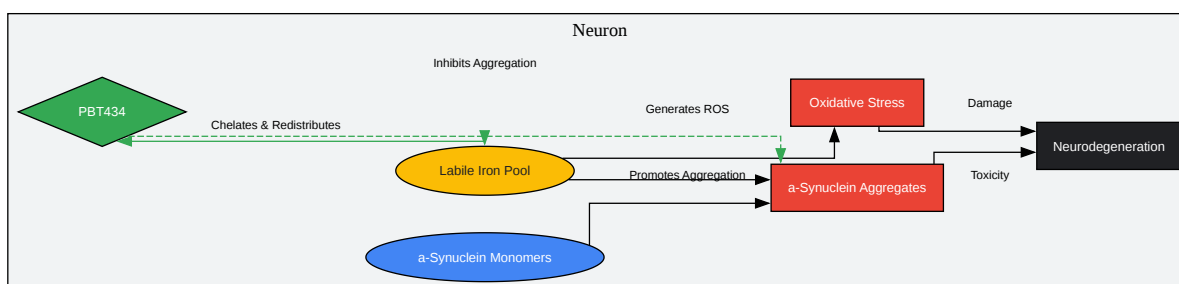 Neuron
Inhibits Aggregation
PBT434
Oxidative Stress
Damage
Generates ROS
Chelates & Redistributes
Neurodegeneration
Labile Iron Pool
Promotes Aggregation
a-Synuclein Aggregates
Toxicity
a-Synuclein Monomers